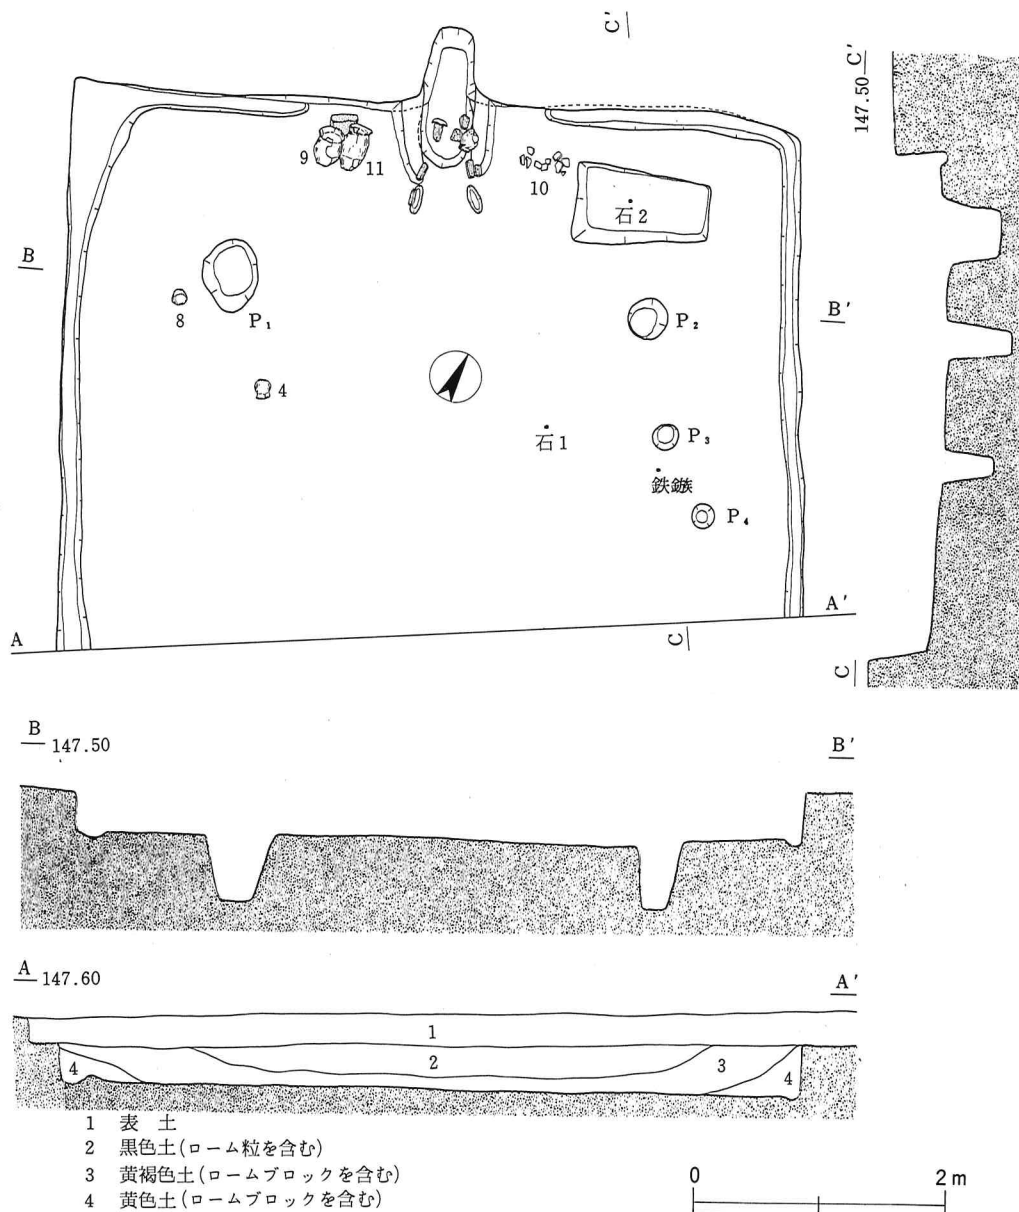 C'
147.50 C'
9
11
10
石2
B
8
P₁
P₂
B'
4
石1
P₃
鉄鏃
P₄
A
A'
C
C
B 147.50
B'
A 147.60
A'
1
2
3
4
4
1 表 土
2 黒色土(ローム粒を含む)
3 黄褐色土(ロームブロックを含む)
4 黄色土(ロームブロックを含む)
0 2m